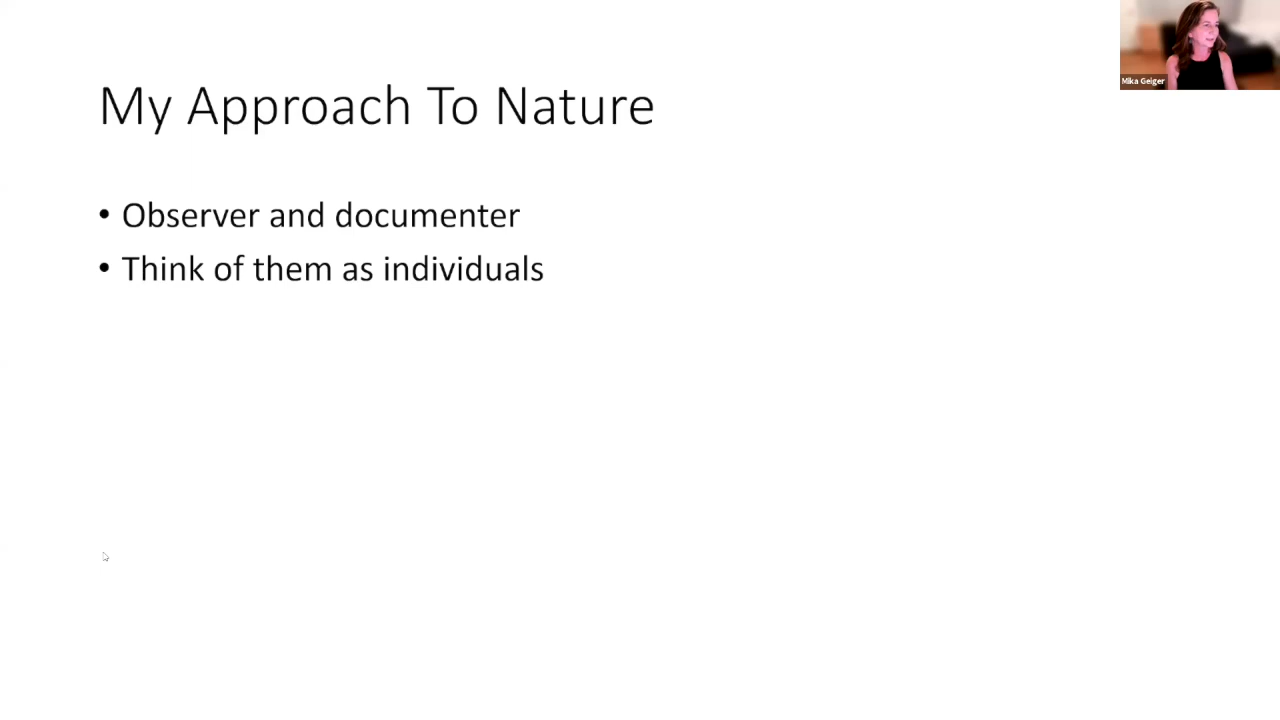 My Approach To Nature
Mika Geiger
• Observer and documenter
• Think of them as individuals